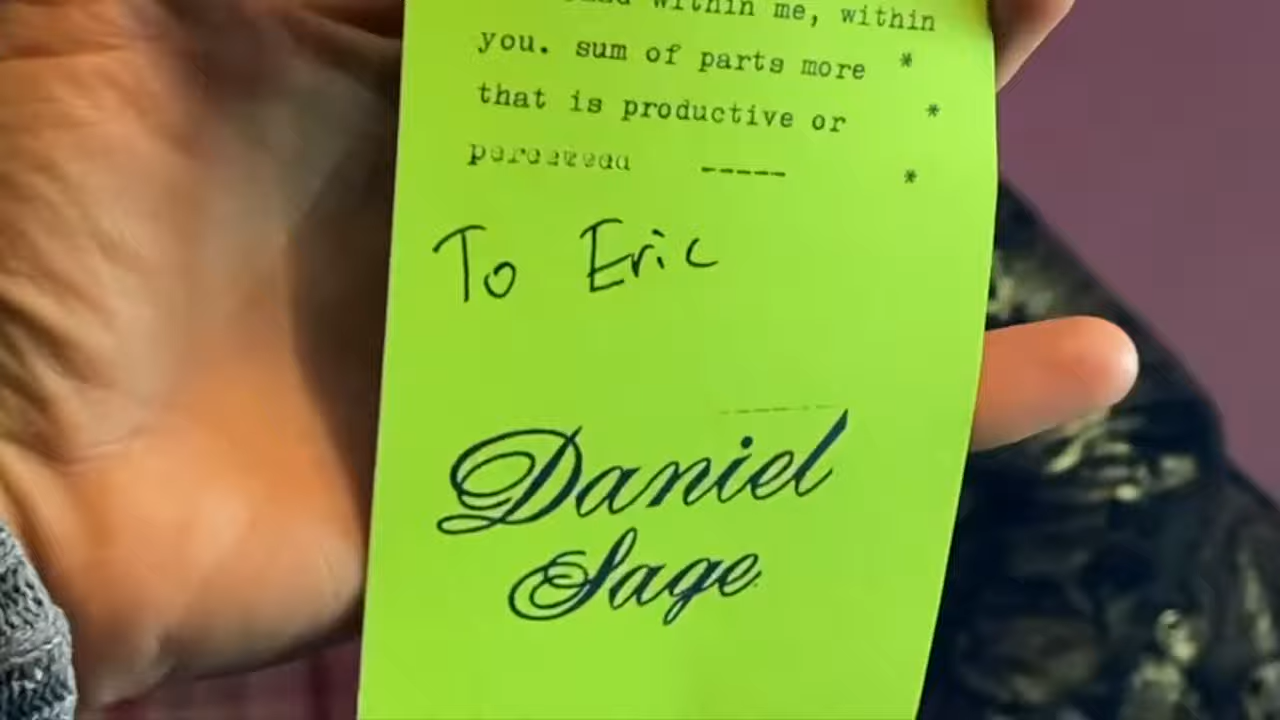 within me, within
you. sum of parts more *
that is productive or *
----- *
To Eric
Daniel
Sage